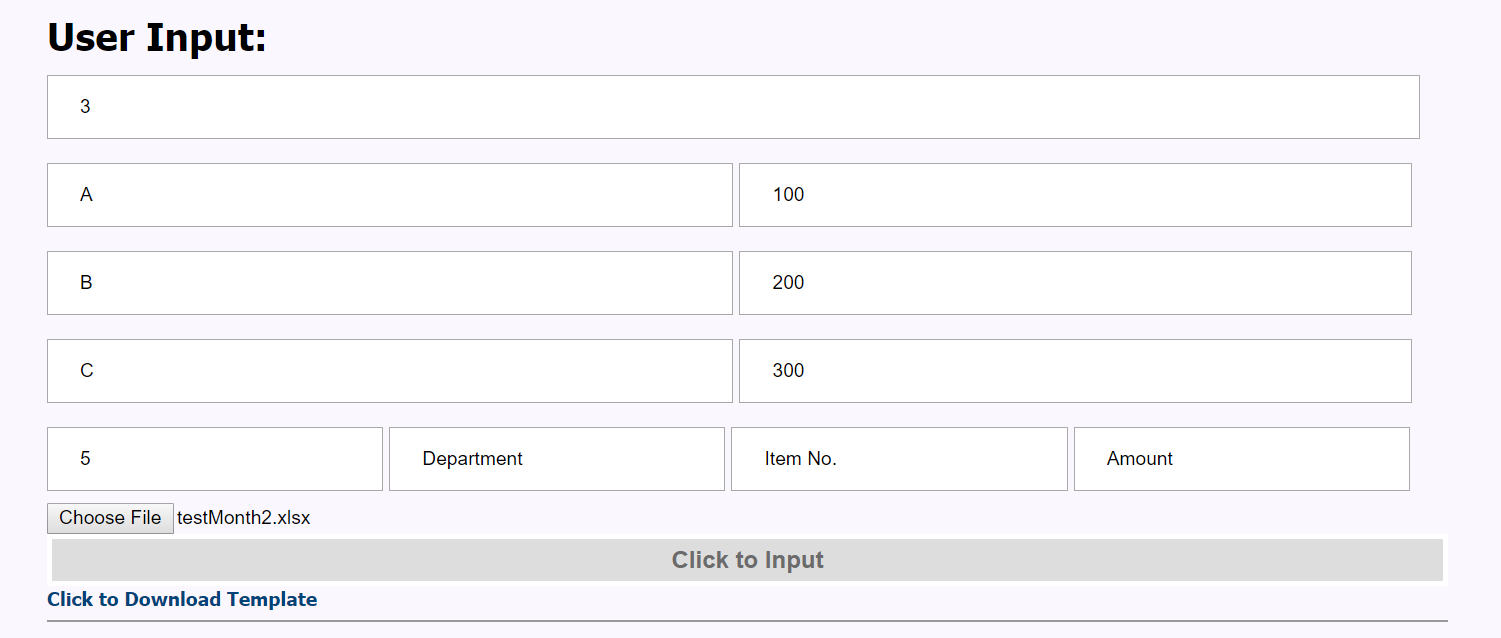 User Input:
3
A 100
B 200
C 300
5 Department Item No. Amount
Choose File testMonth2.xlsx
Click to Input
Click to Download Template